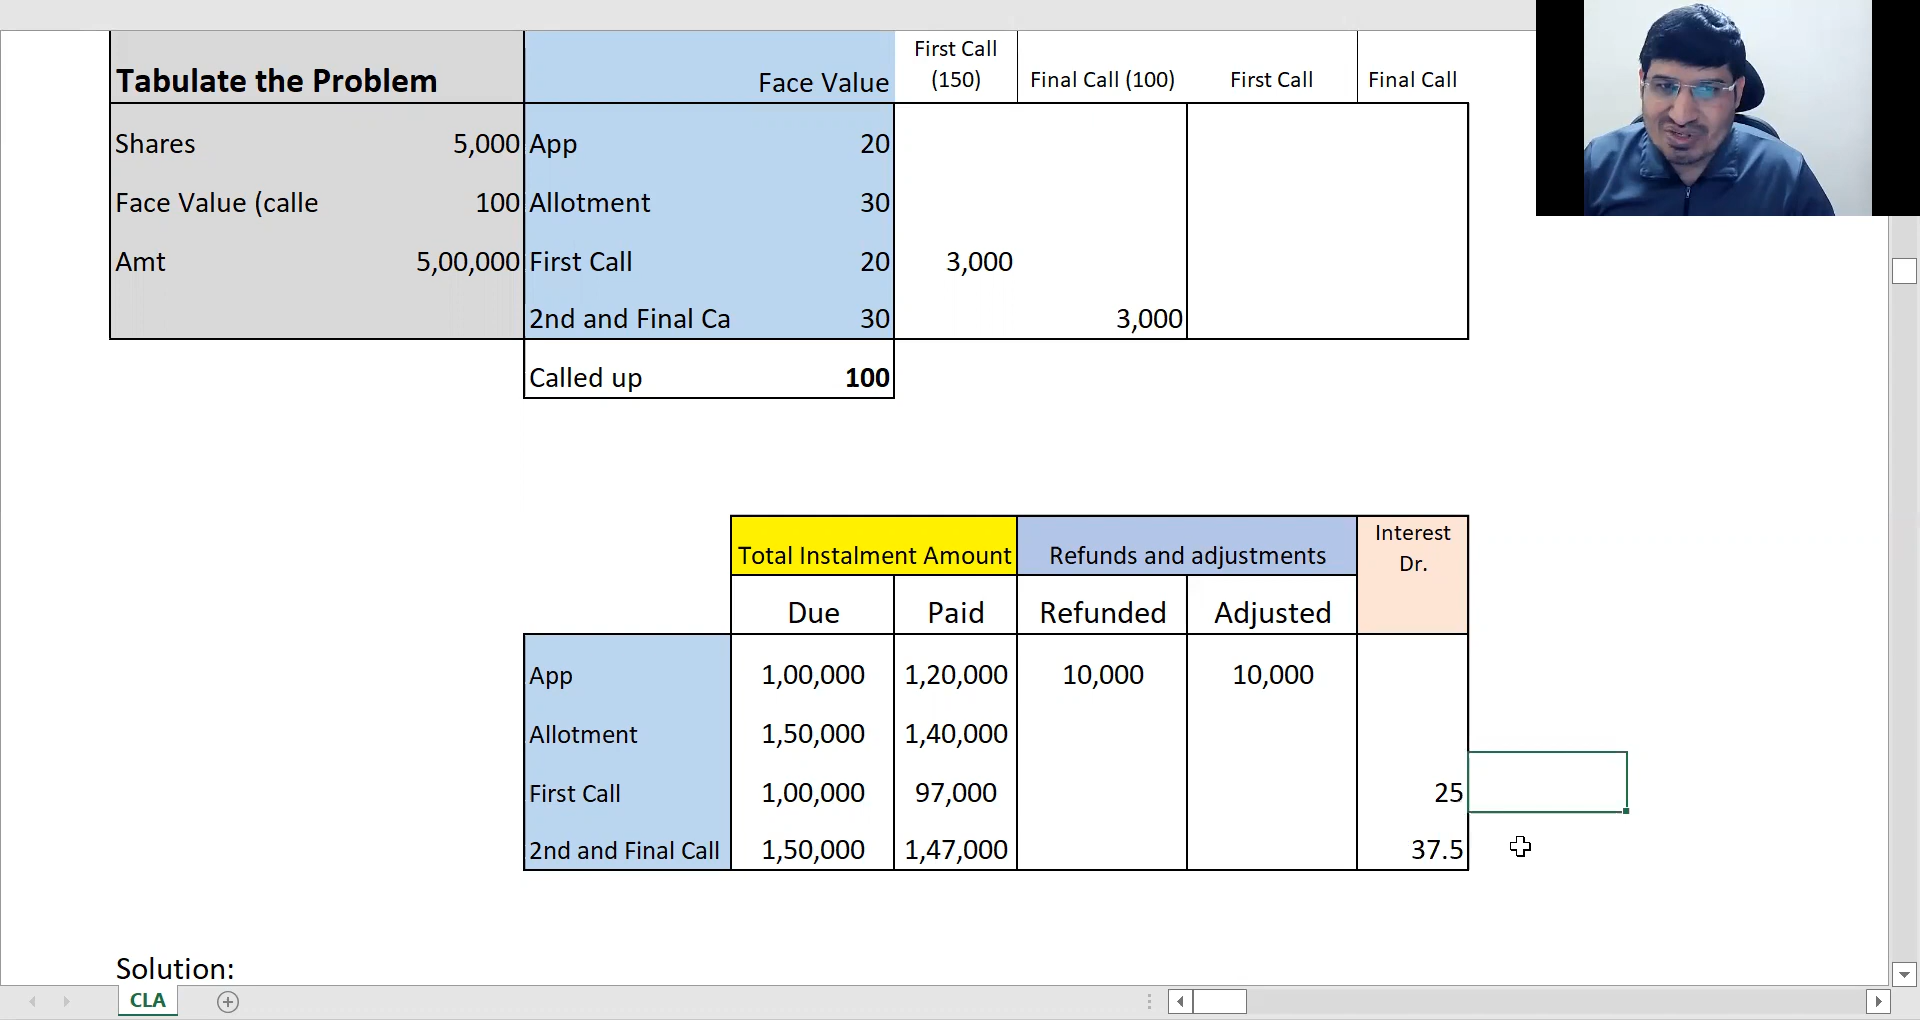 Tabulate the Problem Face Value First Call (150) Final Call (100) First Call Final Call
Shares 5,000 App 20
Face Value (calle 100 Allotment 30
Amt 5,00,000 First Call 20 3,000
2nd and Final Ca 30 3,000
Called up 100
Total Instalment Amount Refunds and adjustments Interest Dr.
Due Paid Refunded Adjusted
App 1,00,000 1,20,000 10,000 10,000
Allotment 1,50,000 1,40,000
First Call 1,00,000 97,000 25
2nd and Final Call 1,50,000 1,47,000 37.5
Solution:
CLA